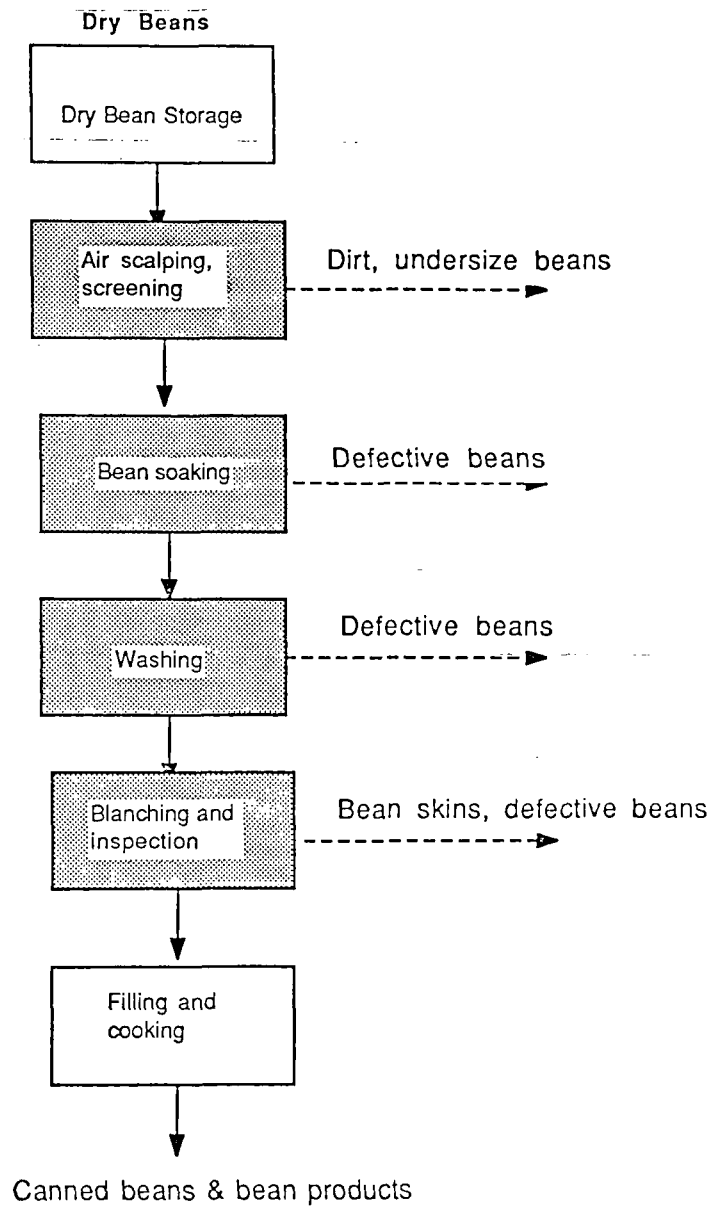 Dry Beans
Dry Bean Storage
Air scalping,
screening
Dirt, undersize beans
Bean soaking
Defective beans
Washing
Defective beans
Blanching and
inspection
Bean skins, defective beans
Filling and
cooking
Canned beans & bean products